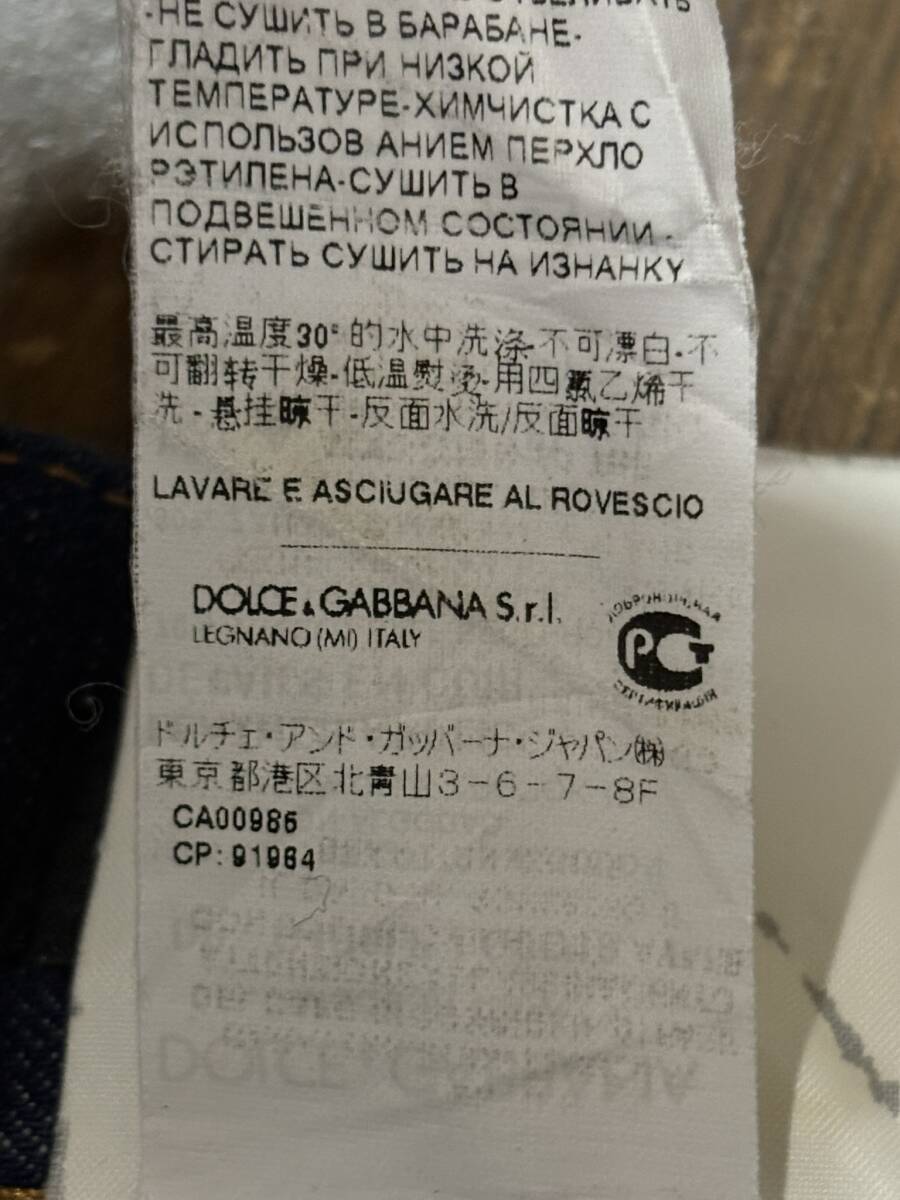 -НЕ СУШИТЬ В БАРАБАНЕ-
ГЛАДИТЬ ПРИ НИЗКОЙ
ТЕМПЕРАТУРЕ-ХИМЧИСТКА С
ИСПОЛЬЗОВ АНИЕМ ПЕРХЛО
РЭТИЛЕНА-СУШИТЬ В
ПОДВЕШЕННОМ СОСТОЯНИИ -
СТИРАТЬ СУШИТЬ НА ИЗНАНКУ
最高温度30° 的水中洗涤-不可漂白-不
可翻转干燥-低温熨烫-用四氯乙烯干
洗 - 悬挂晾干-反面水洗/反面晾干
LAVARE E ASCIUGARE AL ROVESCIO
DOLCE & GABBANA S.r.l.
LEGNANO (MI) ITALY
ДОБРОВОЛЬНАЯ
РСТ
СЕРТИФИКАЦИЯ
ドルチェ・アンド・ガッバーナ・ジャパン㈱
東京都港区北青山3-6-7-8F
CA00986
CP: 91964